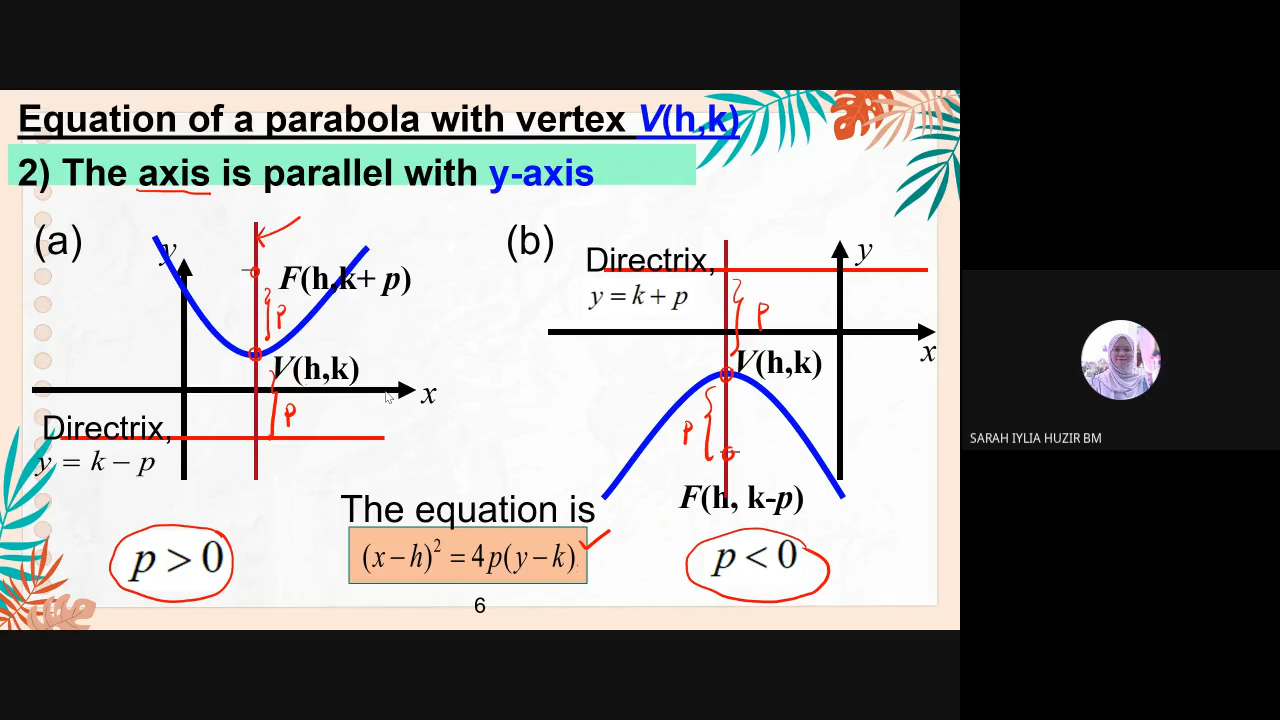 Equation of a parabola with vertex V(h,k)
2) The axis is parallel with y-axis
(a)
y
F(h,k+ p)
p
V(h,k)
x
p
Directrix,
y = k − p
p > 0
(b)
Directrix,
y = k + p
y
p
x
V(h,k)
p
F(h, k-p)
The equation is
(x − h)² = 4p(y − k)
p < 0
6
SARAH IYLIA HUZIR BM